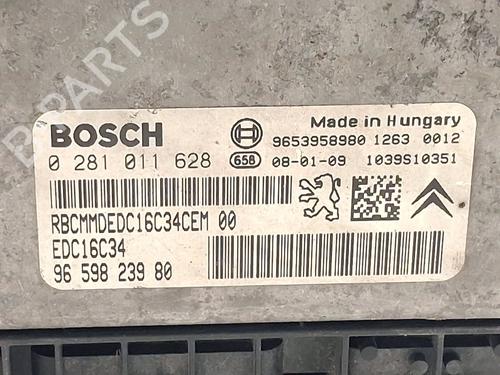 B PARTS
BOSCH
Made in Hungary
9653958980 1263 0012
0 281 011 628 658 08-01-09 1039S10351
RBCMMDEDC16C34CEM 00
EDC16C34
96 598 239 80